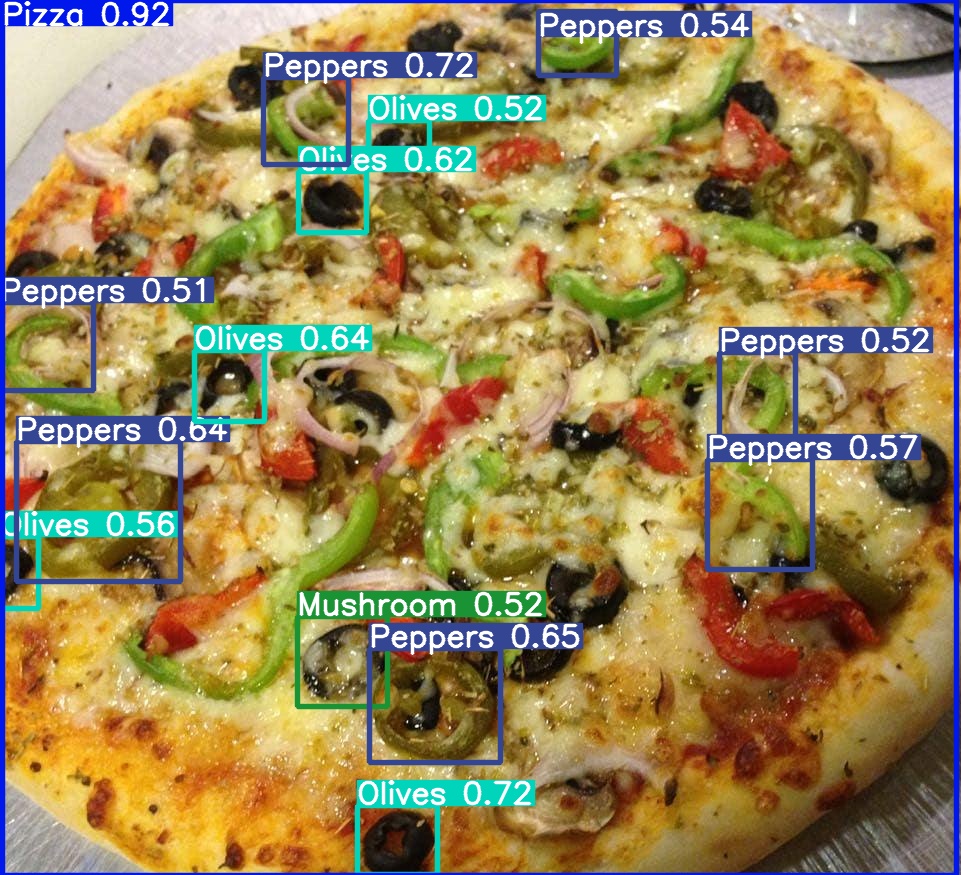 Pizza 0.92
Peppers 0.54
Peppers 0.72
Olives 0.52
Olives 0.62
Peppers 0.51
Olives 0.64
Peppers 0.52
Peppers 0.64
Peppers 0.57
Olives 0.56
Mushroom 0.52
Peppers 0.65
Olives 0.72